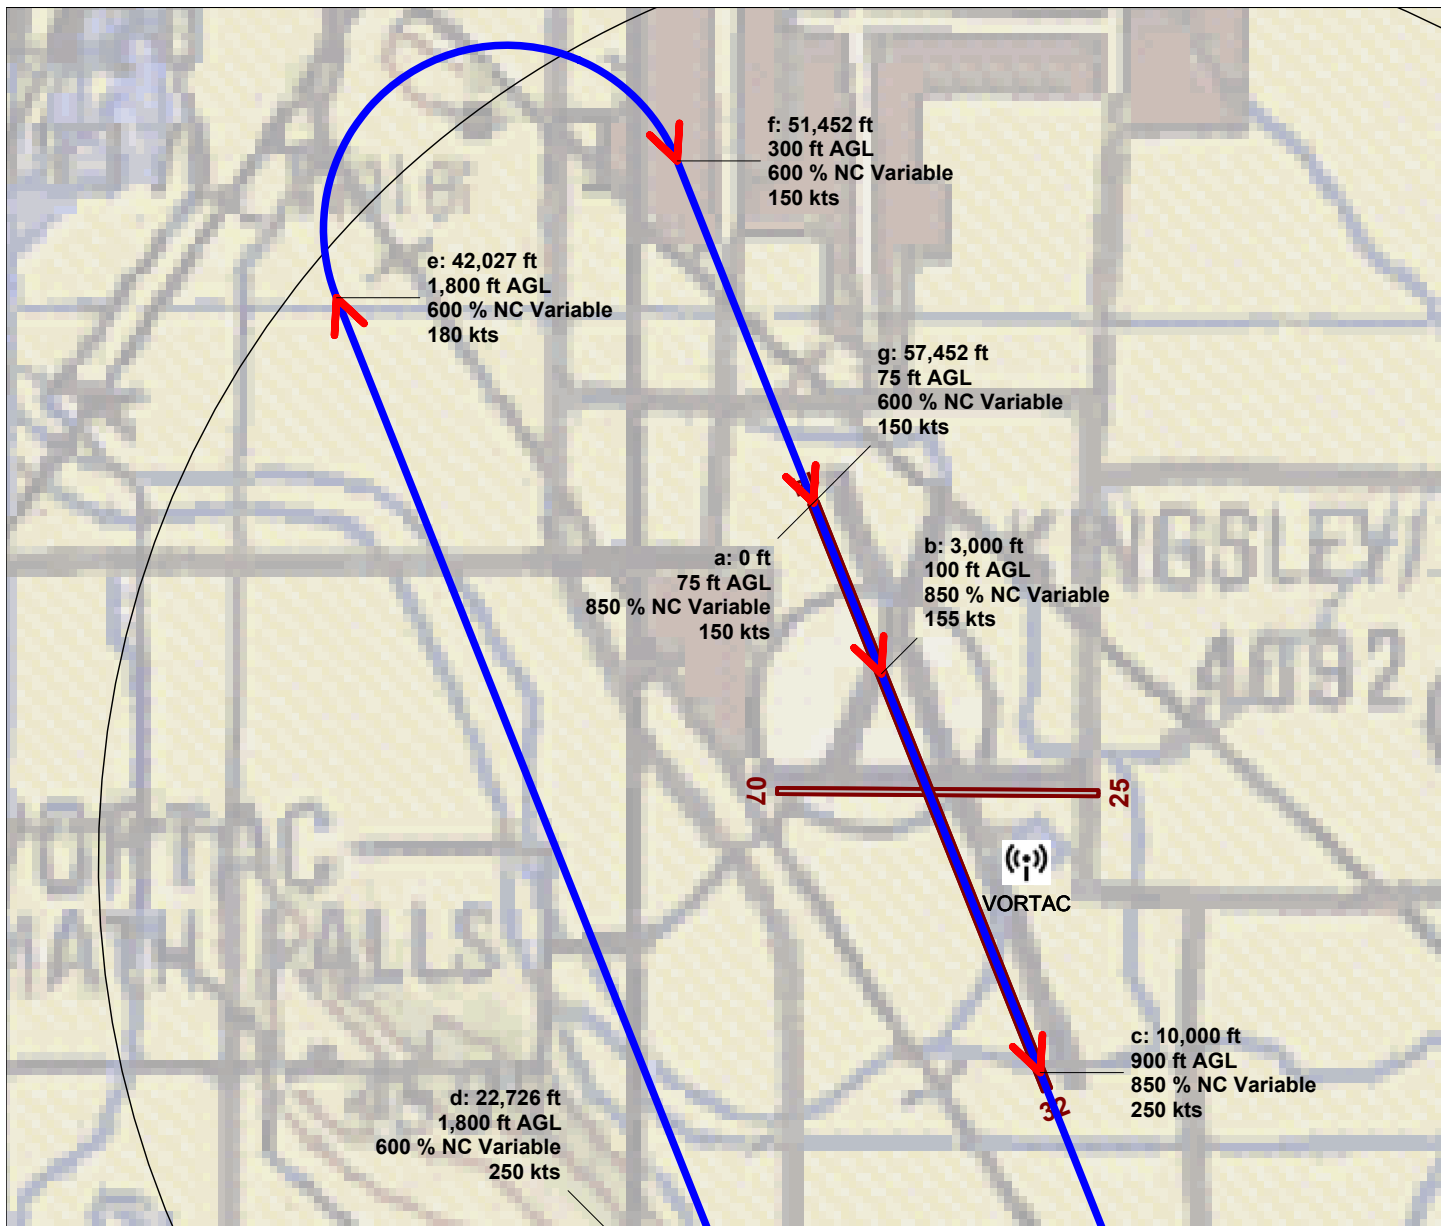 f: 51,452 ft
300 ft AGL
600 % NC Variable
150 kts
e: 42,027 ft
1,800 ft AGL
600 % NC Variable
180 kts
g: 57,452 ft
75 ft AGL
600 % NC Variable
150 kts
a: 0 ft
75 ft AGL
850 % NC Variable
150 kts
b: 3,000 ft
100 ft AGL
850 % NC Variable
155 kts
KINGSLEY
4092
07
25
VORTAC
VORTAC
FALLS
c: 10,000 ft
900 ft AGL
850 % NC Variable
250 kts
32
d: 22,726 ft
1,800 ft AGL
600 % NC Variable
250 kts